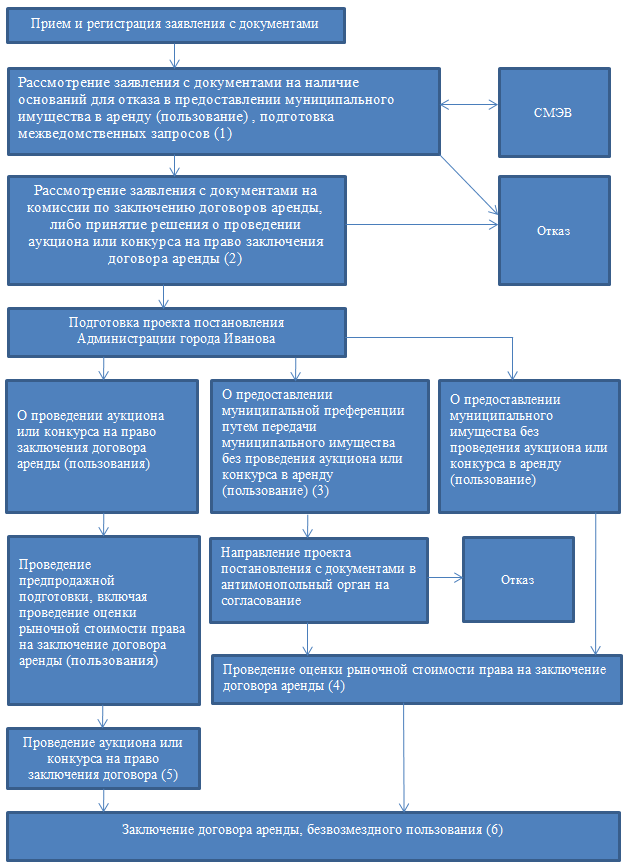 Прием и регистрация заявления с документами
Рассмотрение заявления с документами на наличие
оснований для отказа в предоставлении муниципального
имущества в аренду (пользование) , подготовка
межведомственных запросов (1)
СМЭВ
Рассмотрение заявления с документами на
комиссии по заключению договоров аренды,
либо принятие решения о проведении
аукциона или конкурса на право заключения
договора аренды (2)
Отказ
Подготовка проекта постановления
Администрации города Иванова
О проведении аукциона
или конкурса на право
заключения договора
аренды (пользования)
О предоставлении
муниципальной преференции
путем передачи
муниципального имущества
без проведения аукциона или
конкурса в аренду
(пользование) (3)
О предоставлении
муниципального
имущества без
проведения аукциона или
конкурса в аренду
(пользование)
Проведение
предпродажной
подготовки, включая
проведение оценки
рыночной стоимости права
на заключение договора
аренды (пользования)
Направление проекта
постановления с документами в
антимонопольный орган на
согласование
Отказ
Проведение оценки рыночной стоимости права на заключение
договора аренды (4)
Проведение аукциона или
конкурса на право
заключения договора (5)
Заключение договора аренды, безвозмездного пользования (6)